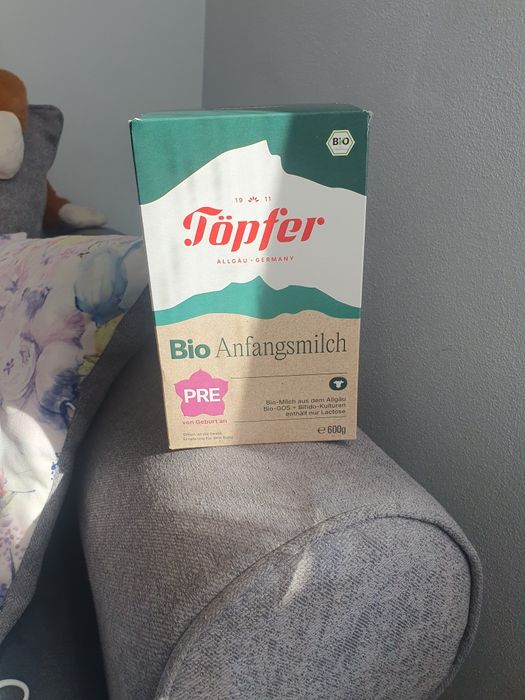 BIO
19 11
Töpfer
ALLGÄU · GERMANY
Bio Anfangsmilch
PRE
von Geburt an
Bio-Milch aus dem Allgäu
Bio-GOS + Bifido-Kulturen
enthält nur Lactose
℮ 600g